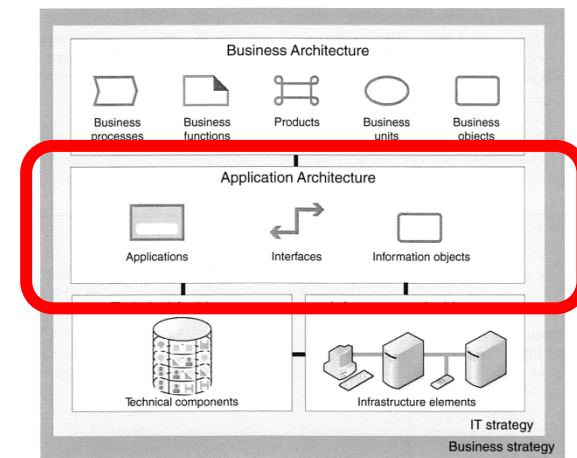 Business Architecture
Business processes
Business functions
Products
Business units
Business objects
Application Architecture
Applications
Interfaces
Information objects
Technical components
Infrastructure elements
IT strategy
Business strategy